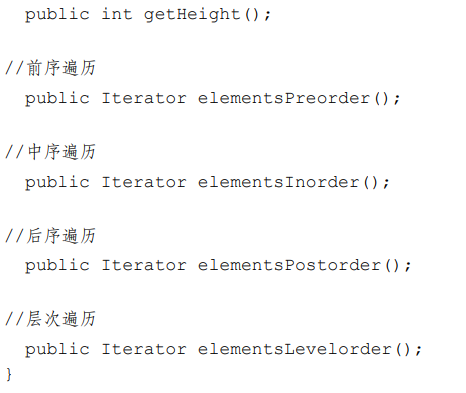 public int getHeight();
//前序遍历
public Iterator elementsPreorder();
//中序遍历
public Iterator elementsInorder();
//后序遍历
public Iterator elementsPostorder();
//层次遍历
public Iterator elementsLevelorder();
}